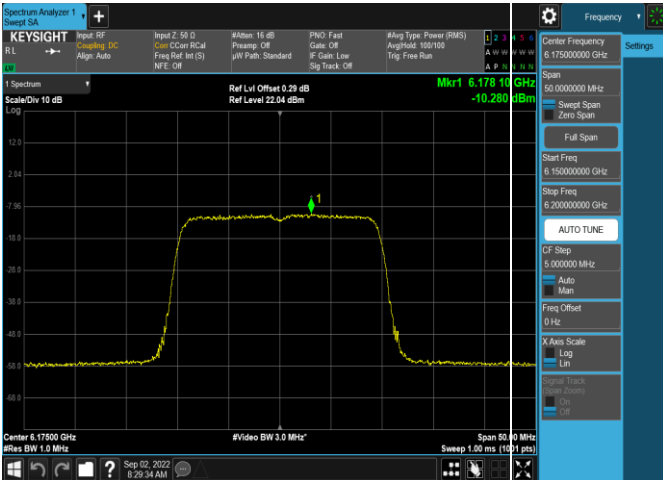 Spectrum Analyzer 1
Swept SA
+
Frequency
KEYSIGHT
RL
Input: RF
Coupling: DC
Align: Auto
Input Z: 50 Ω
Corr CCorr RCal
Freq Ref: Int (S)
NFE: Off
#Atten: 16 dB
Preamp: Off
µW Path: Standard
PNO: Fast
Gate: Off
IF Gain: Low
Sig Track: Off
#Avg Type: Power (RMS)
Avg|Hold: 100/100
Trig: Free Run
1 2 3 4 5 6
A W W W W W
A P N N N N
1 Spectrum
Scale/Div 10 dB
Log
Ref Lvl Offset 0.29 dB
Ref Level 22.04 dBm
Mkr1 6.178 10 GHz
-10.280 dBm
12.0
2.04
-7.96
-18.0
-28.0
-38.0
-48.0
-58.0
-68.0
1
Center 6.17500 GHz
#Res BW 1.0 MHz
#Video BW 3.0 MHz*
Span 50.00 MHz
Sweep 1.00 ms (1001 pts)
Sep 02, 2022
8:29:34 AM
?
Center Frequency
6.175000000 GHz
Settings
Span
50.0000000 MHz
Swept Span
Zero Span
Full Span
Start Freq
6.150000000 GHz
Stop Freq
6.200000000 GHz
AUTO TUNE
CF Step
5.000000 MHz
Auto
Man
Freq Offset
0 Hz
X Axis Scale
Log
Lin
Signal Track
(Span Zoom)
On
Off